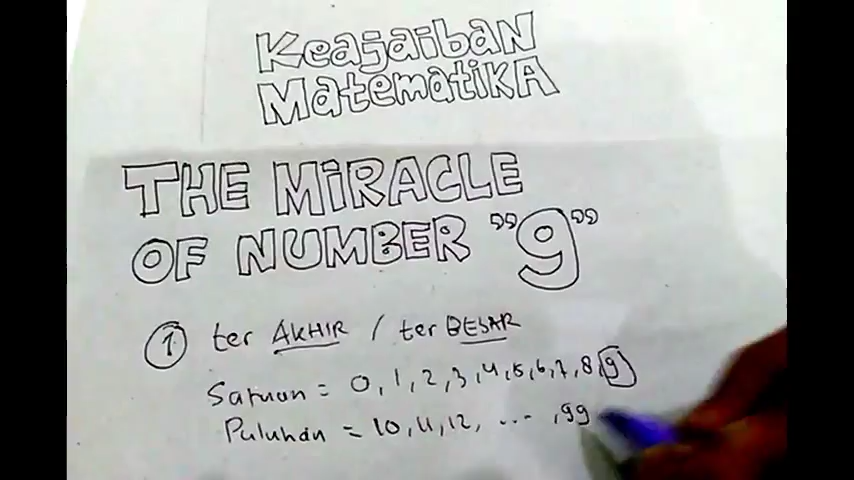 Keajaiban
Matematika
THE MiRACLE
OF NUMBER "9"
1 ter AKHIR / ter BESAR
Satuan = 0, 1, 2, 3, 4, 5, 6, 7, 8, 9
Puluhan = 10, 11, 12, ... , 99